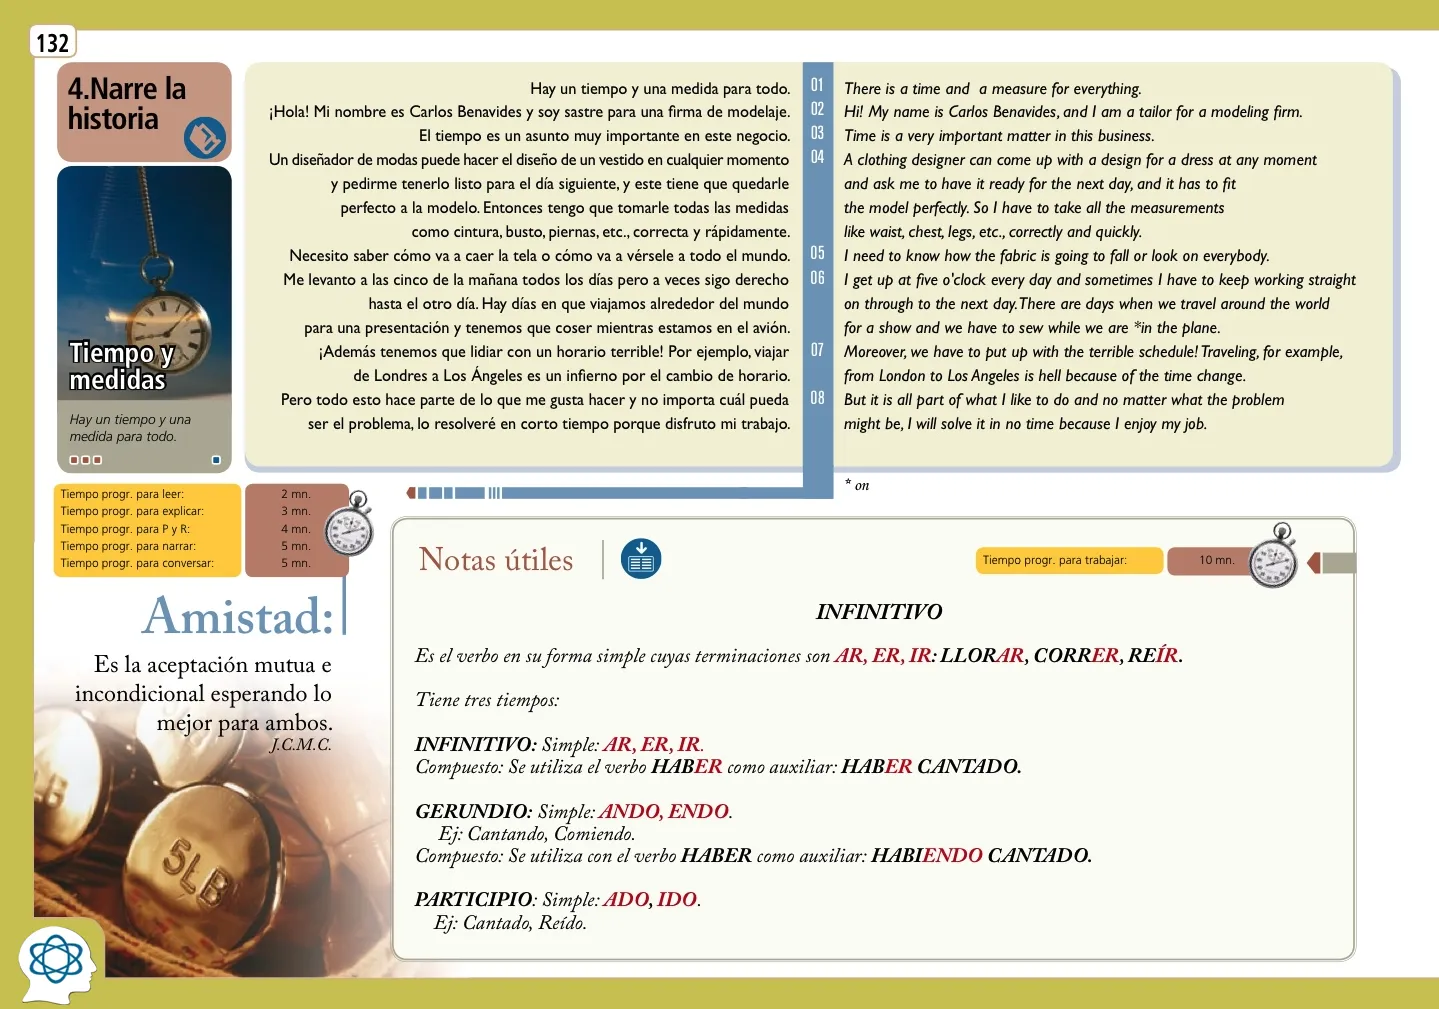 132
4.Narre la
historia
Tiempo y
medidas
Hay un tiempo y una
medida para todo.
Hay un tiempo y una medida para todo.
¡Hola! Mi nombre es Carlos Benavides y soy sastre para una firma de modelaje.
El tiempo es un asunto muy importante en este negocio.
Un diseñador de modas puede hacer el diseño de un vestido en cualquier momento
y pedirme tenerlo listo para el día siguiente, y este tiene que quedarle
perfecto a la modelo. Entonces tengo que tomarle todas las medidas
como cintura, busto, piernas, etc., correcta y rápidamente.
Necesito saber cómo va a caer la tela o cómo va a vérsele a todo el mundo.
Me levanto a las cinco de la mañana todos los días pero a veces sigo derecho
hasta el otro día. Hay días en que viajamos alrededor del mundo
para una presentación y tenemos que coser mientras estamos en el avión.
¡Además tenemos que lidiar con un horario terrible! Por ejemplo, viajar
de Londres a Los Ángeles es un infierno por el cambio de horario.
Pero todo esto hace parte de lo que me gusta hacer y no importa cuál pueda
ser el problema, lo resolveré en corto tiempo porque disfruto mi trabajo.
01
02
03
04
05
06
07
08
There is a time and a measure for everything.
Hi! My name is Carlos Benavides, and I am a tailor for a modeling firm.
Time is a very important matter in this business.
A clothing designer can come up with a design for a dress at any moment
and ask me to have it ready for the next day, and it has to fit
the model perfectly. So I have to take all the measurements
like waist, chest, legs, etc., correctly and quickly.
I need to know how the fabric is going to fall or look on everybody.
I get up at five o'clock every day and sometimes I have to keep working straight
on through to the next day. There are days when we travel around the world
for a show and we have to sew while we are *in the plane.
Moreover, we have to put up with the terrible schedule! Traveling, for example,
from London to Los Angeles is hell because of the time change.
But it is all part of what I like to do and no matter what the problem
might be, I will solve it in no time because I enjoy my job.
* on
Tiempo progr. para leer: 2 mn.
Tiempo progr. para explicar: 3 mn.
Tiempo progr. para P y R: 4 mn.
Tiempo progr. para narrar: 5 mn.
Tiempo progr. para conversar: 5 mn.
Amistad:
Es la aceptación mutua e
incondicional esperando lo
mejor para ambos.
J.C.M.C.
5LB
Notas útiles
Tiempo progr. para trabajar: 10 mn.
INFINITIVO
Es el verbo en su forma simple cuyas terminaciones son AR, ER, IR: LLORAR, CORRER, REÍR.
Tiene tres tiempos:
INFINITIVO: Simple: AR, ER, IR.
Compuesto: Se utiliza el verbo HABER como auxiliar: HABER CANTADO.
GERUNDIO: Simple: ANDO, ENDO.
Ej: Cantando, Comiendo.
Compuesto: Se utiliza con el verbo HABER como auxiliar: HABIENDO CANTADO.
PARTICIPIO: Simple: ADO, IDO.
Ej: Cantado, Reído.